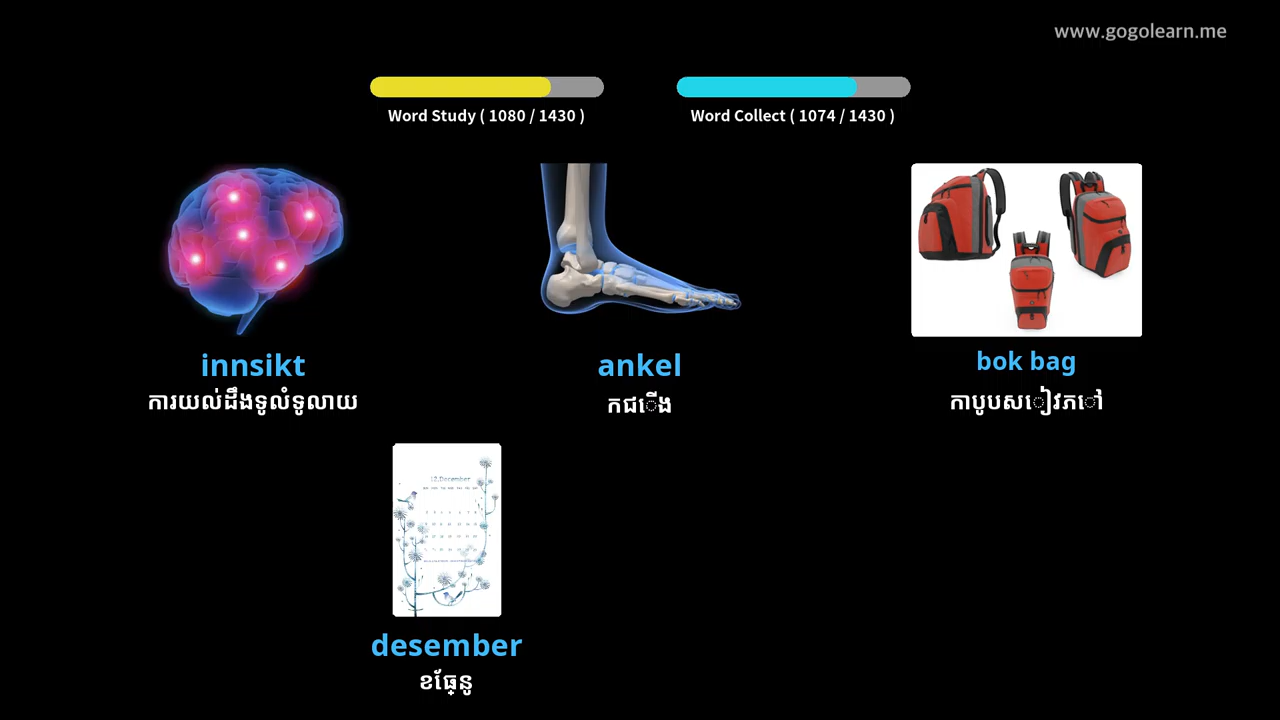 www.gogolearn.me
Word Study ( 1080 / 1430 )
Word Collect ( 1074 / 1430 )
innsikt
ការយល់ដឹងទូលំទូលាយ
ankel
កជើង
bok bag
កាបូបសៀវភៅ
12.December
desember
ខធ្នែូ